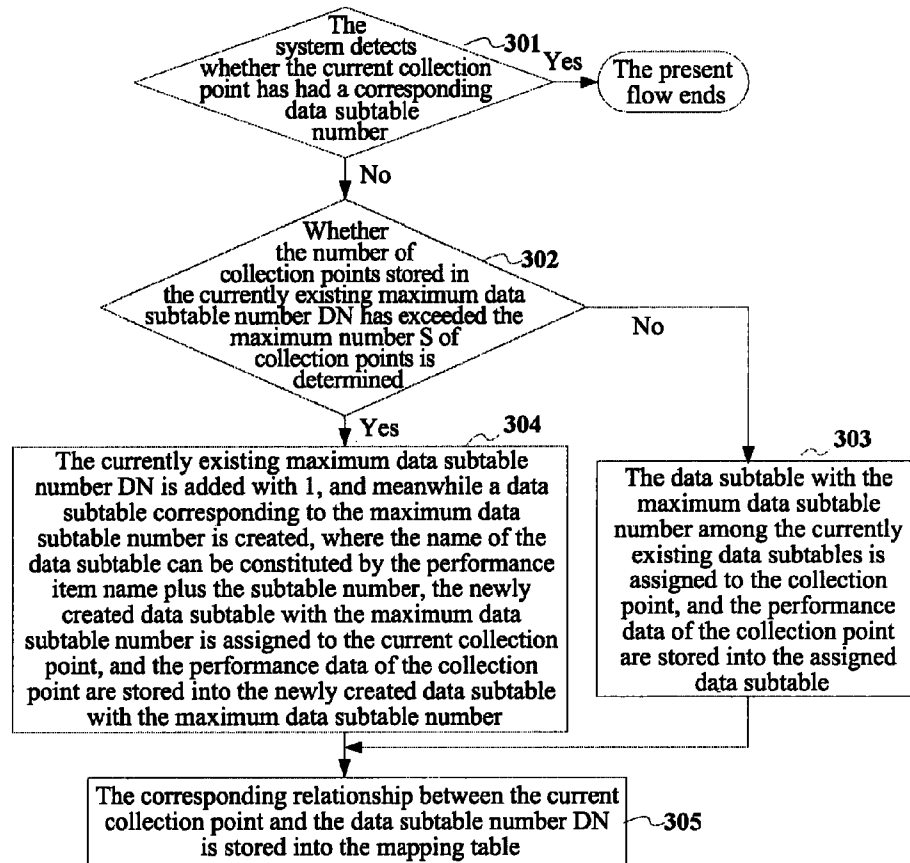 The
system detects
whether the current collection
point has had a corresponding
data subtable
number
301
Yes
The present
flow ends
No
Whether
the number of
collection points stored in
the currently existing maximum data
subtable number DN has exceeded the
maximum number S of
collection points is
determined
302
No
Yes
304
The currently existing maximum data subtable
number DN is added with 1, and meanwhile a data
subtable corresponding to the maximum data
subtable number is created, where the name of the
data subtable can be constituted by the performance
item name plus the subtable number, the newly
created data subtable with the maximum data
subtable number is assigned to the current collection
point, and the performance data of the collection
point are stored into the newly created data subtable
with the maximum data subtable number
303
The data subtable with the
maximum data subtable
number among the currently
existing data subtables is
assigned to the collection
point, and the performance
data of the collection point
are stored into the assigned
data subtable
The corresponding relationship between the current
collection point and the data subtable number DN
is stored into the mapping table
305